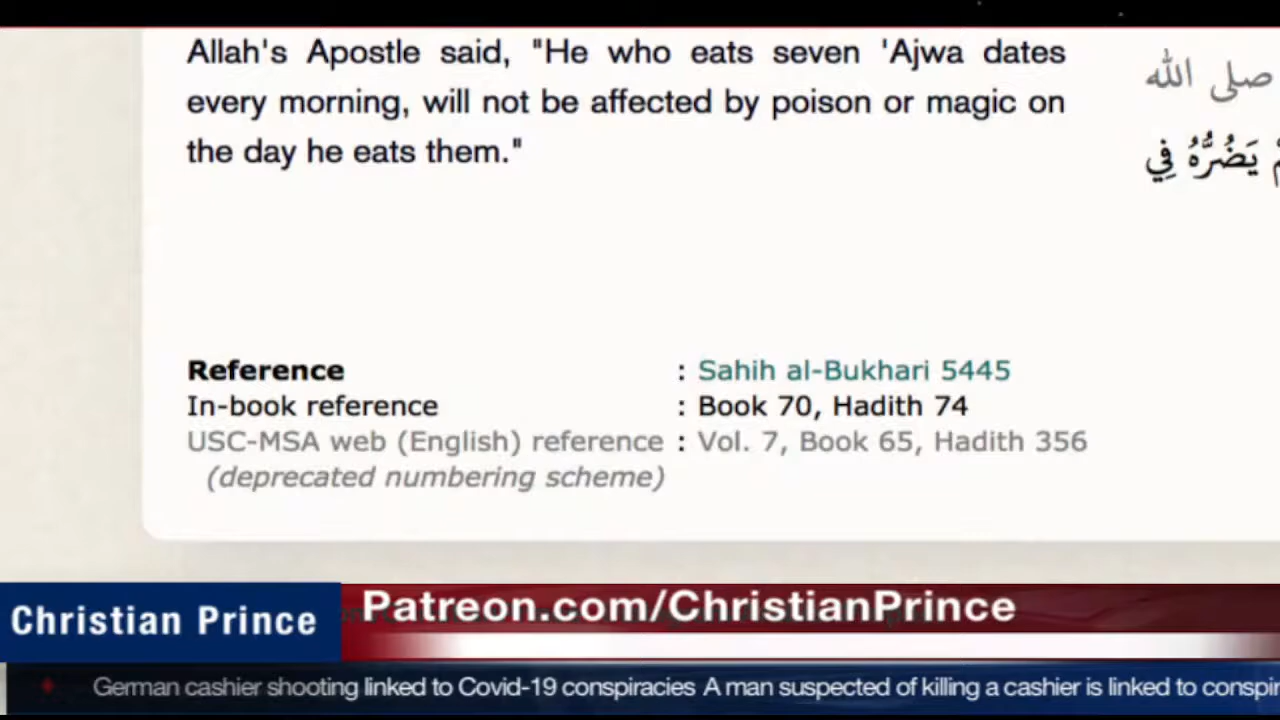 Allah's Apostle said, "He who eats seven 'Ajwa dates
every morning, will not be affected by poison or magic on
the day he eats them."
صلى الله
يَضُرُّهُ فِي
Reference : Sahih al-Bukhari 5445
In-book reference : Book 70, Hadith 74
USC-MSA web (English) reference : Vol. 7, Book 65, Hadith 356
(deprecated numbering scheme)
Christian Prince
Patreon.com/ChristianPrince
German cashier shooting linked to Covid-19 conspiracies A man suspected of killing a cashier is linked to conspir